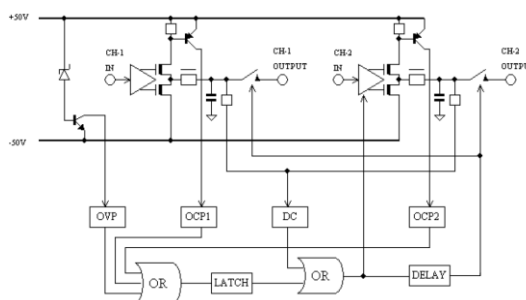 +50V
CH-1
IN
CH-1
OUTPUT
CH-2
IN
CH-2
OUTPUT
-50V
OVP
OCP1
DC
OCP2
OR
LATCH
OR
DELAY